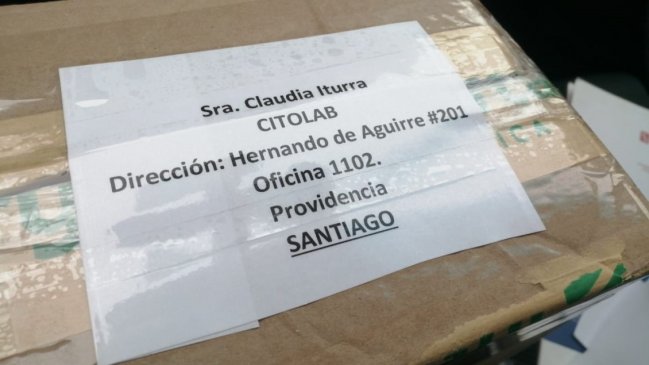 Sra. Claudia Iturra
CITOLAB
Dirección: Hernando de Aguirre #201
Oficina 1102.
Providencia
SANTIAGO